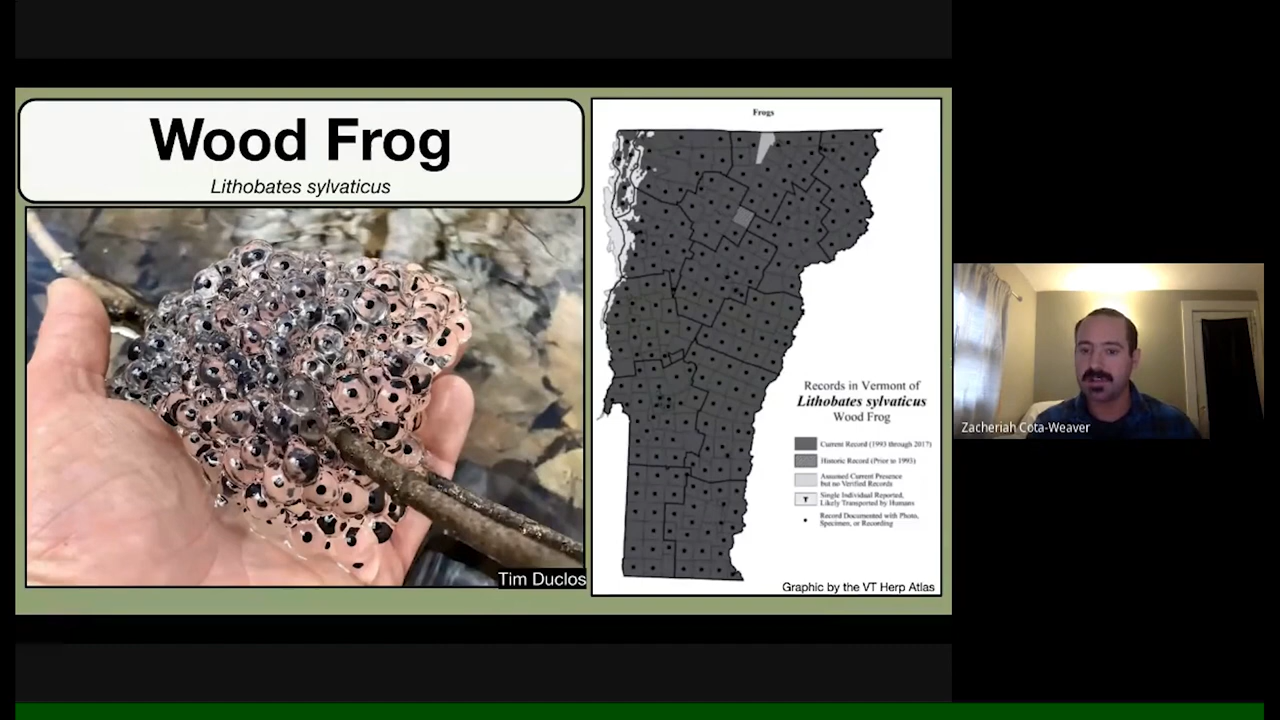 Wood Frog
Lithobates sylvaticus
Tim Duclos
Frogs
Records in Vermont of
Lithobates sylvaticus
Wood Frog
Current Record (1993 through 2017)
Historic Record (Prior to 1993)
Assumed Current Presence
but no Verified Records
Single Individual Reported,
Likely Transported by Humans
Record Documented with Photo,
Specimen, or Recording
Graphic by the VT Herp Atlas
Zacheriah Cota-Weaver